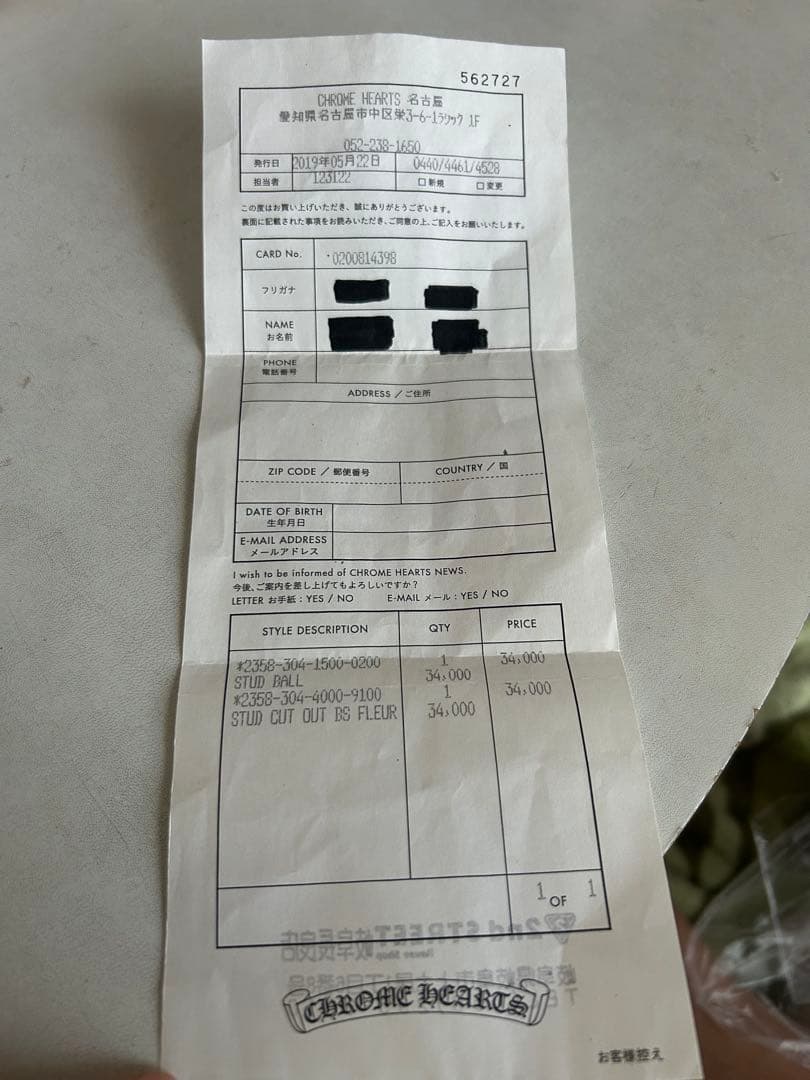 562727
CHROME HEARTS 名古屋
愛知県名古屋市中区栄3-6-1ラシック 1F
052-238-1650
発行日 2019年05月22日 0440/4461/4528
担当者 123122 □新規 □変更
この度はお買い上げいただき、誠にありがとうございます。
裏面に記載された事項をお読みいただき、ご同意の上、ご記入をお願いいたします。
CARD No. 0200814398
フリガナ
NAME
お名前
PHONE
電話番号
ADDRESS / ご住所
ZIP CODE / 郵便番号 COUNTRY / 国
DATE OF BIRTH
生年月日
E-MAIL ADDRESS
メールアドレス
I wish to be informed of CHROME HEARTS NEWS.
今後、ご案内を差し上げてもよろしいですか？
LETTER お手紙：YES / NO E-MAIL メール：YES / NO
STYLE DESCRIPTION QTY PRICE
*2358-304-1500-0200 1 34,000
STUD BALL 34,000
*2358-304-4000-9100 1 34,000
STUD CUT OUT BS FLEUR 34,000
1 OF 1
2nd STREET
CHROME HEARTS
お客様控え